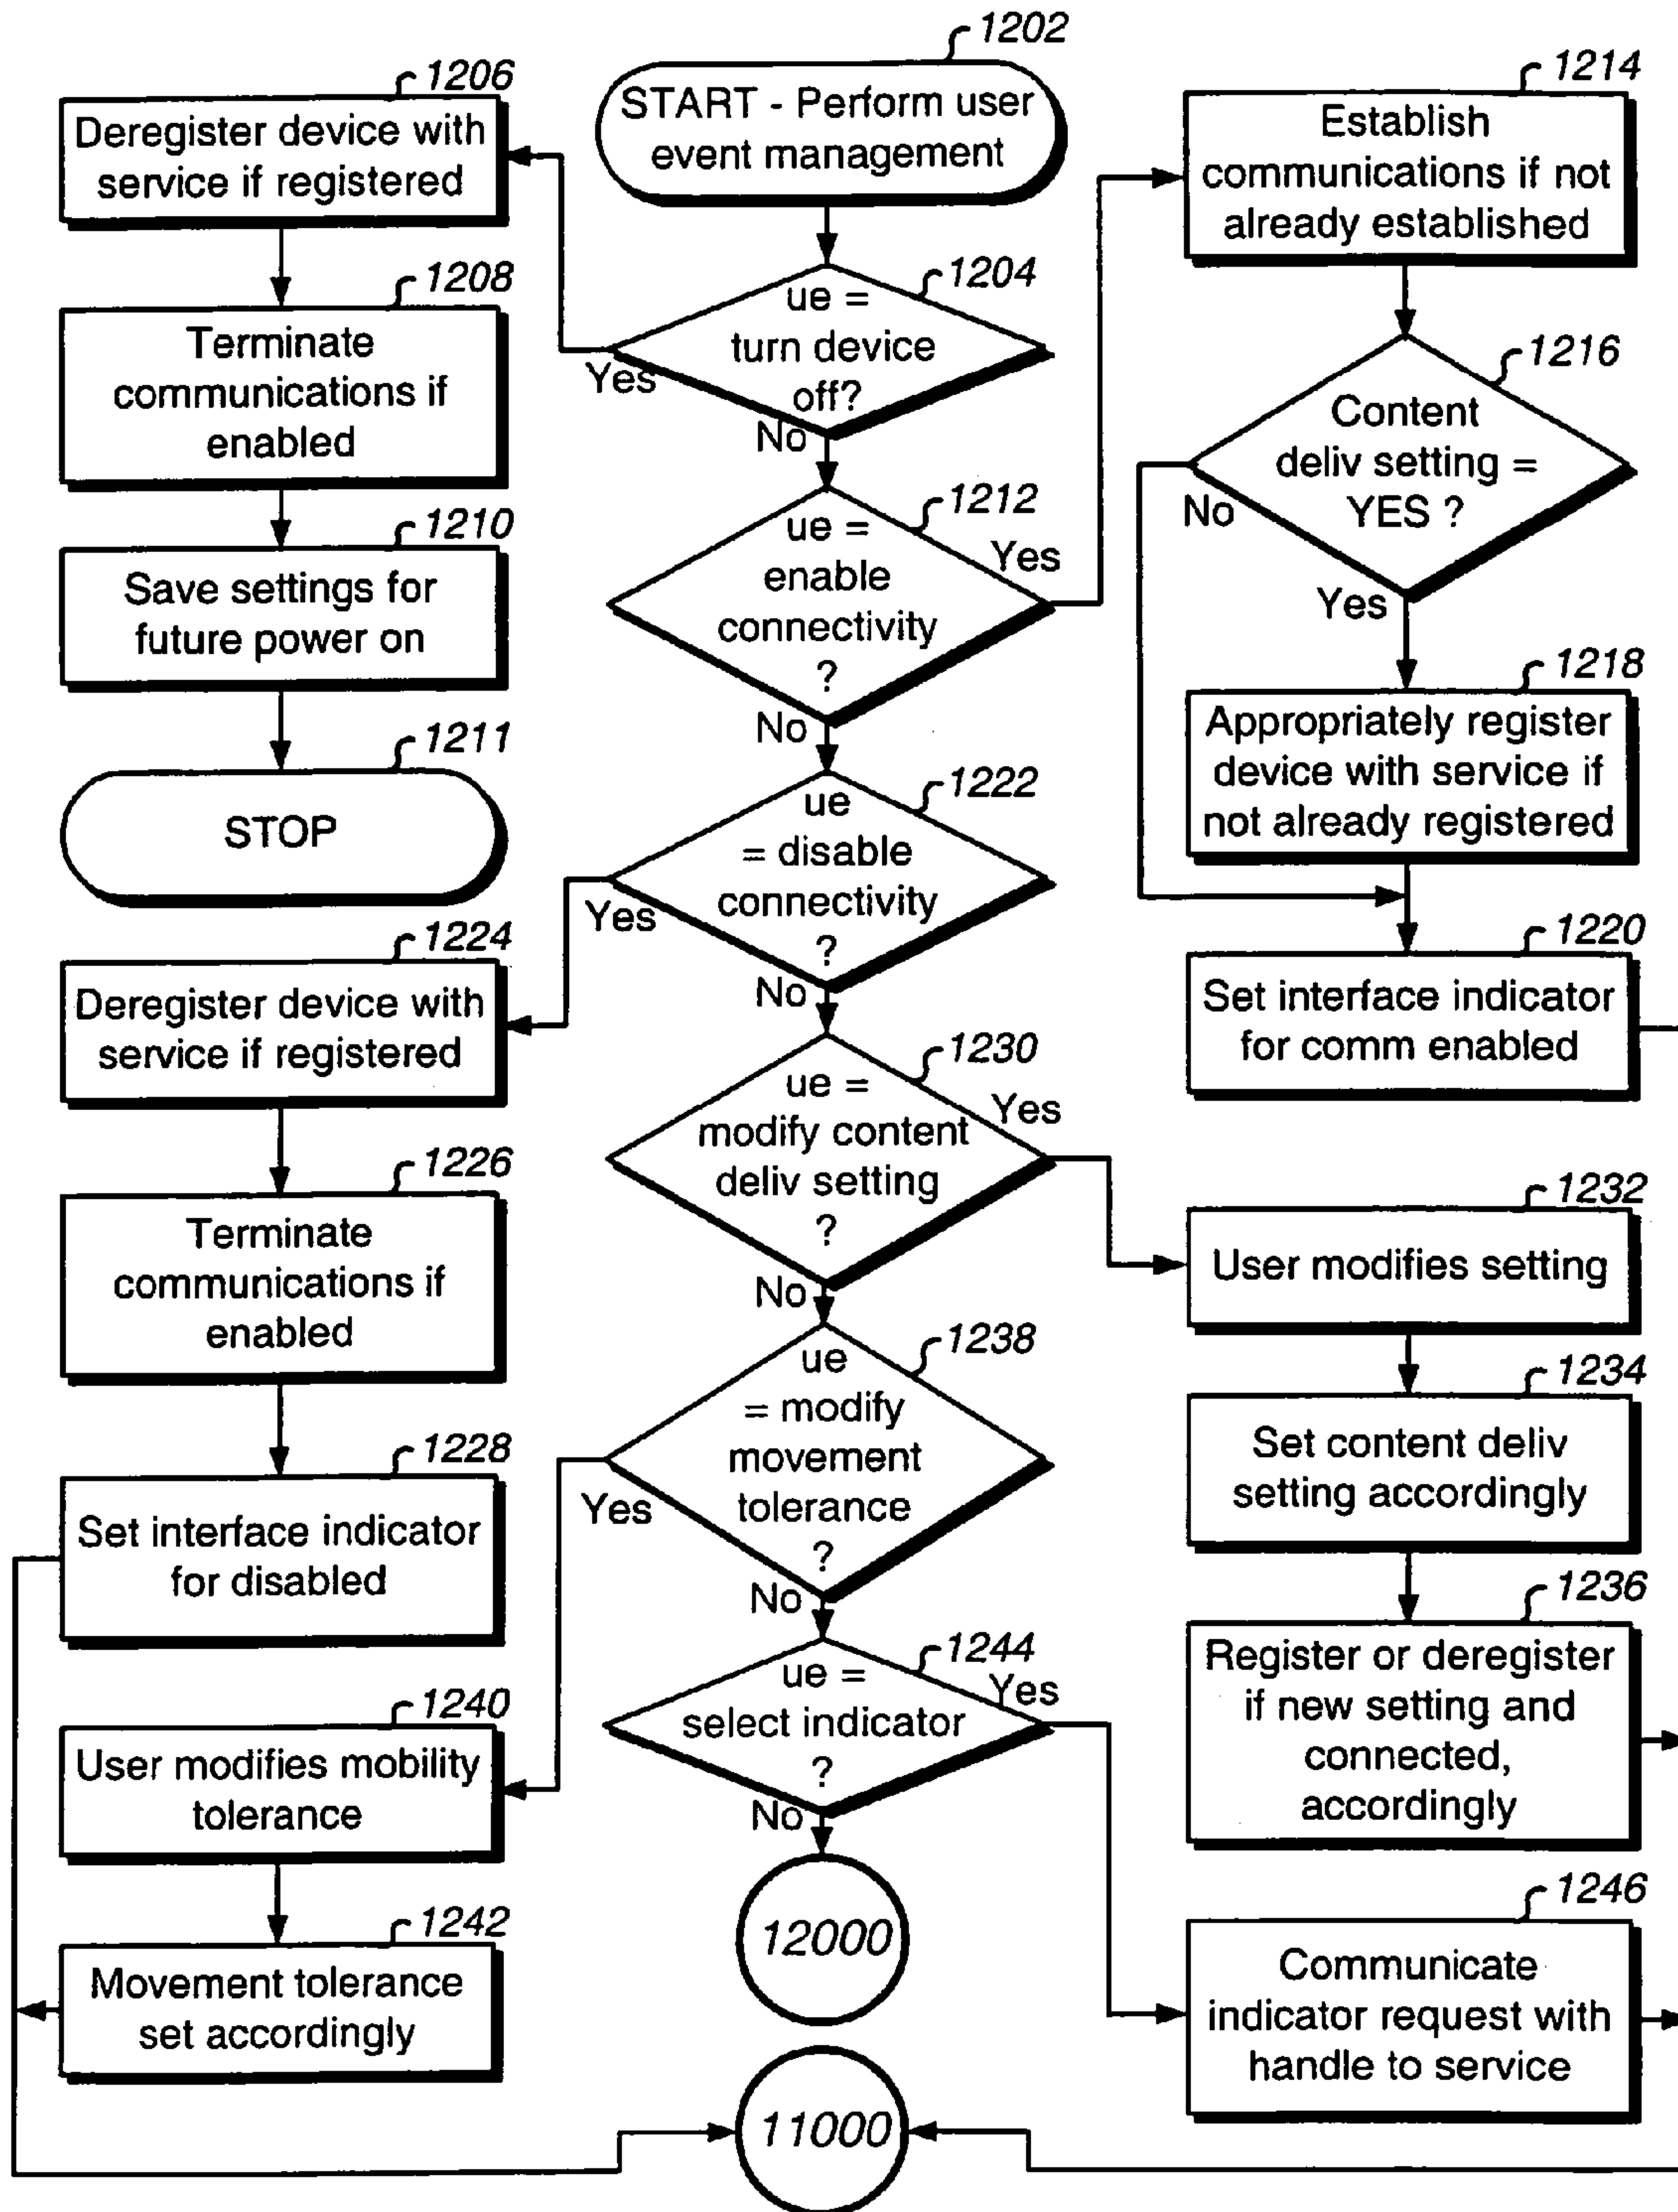 1202
START - Perform user
event management
1204
ue =
turn device
off?
Yes
No
1206
Deregister device with
service if registered
1208
Terminate
communications if
enabled
1210
Save settings for
future power on
1211
STOP
1212
ue =
enable
connectivity
?
Yes
No
1214
Establish
communications if not
already established
1216
Content
deliv setting =
YES ?
No
Yes
1218
Appropriately register
device with service if
not already registered
1220
Set interface indicator
for comm enabled
1222
ue
= disable
connectivity
?
Yes
No
1224
Deregister device with
service if registered
1226
Terminate
communications if
enabled
1228
Set interface indicator
for disabled
1230
ue =
modify content
deliv setting
?
Yes
No
1232
User modifies setting
1234
Set content deliv
setting accordingly
1236
Register or deregister
if new setting and
connected,
accordingly
1238
ue
= modify
movement
tolerance
?
Yes
No
1240
User modifies mobility
tolerance
1242
Movement tolerance
set accordingly
1244
ue =
select indicator
?
Yes
No
1246
Communicate
indicator request with
handle to service
12000
11000